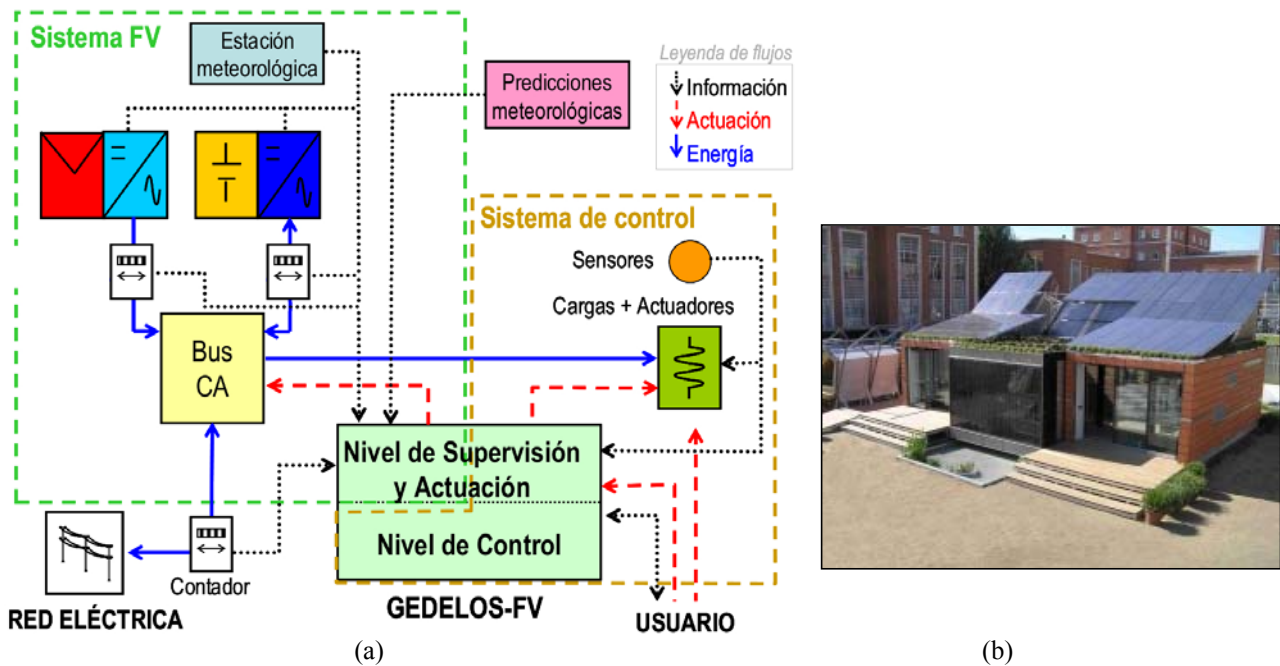 Sistema FV
Estación
meteorológica
Predicciones
meteorológicas
Leyenda de flujos
Información
Actuación
Energía
Sistema de control
Sensores
Cargas + Actuadores
Bus
CA
Nivel de Supervisión
y Actuación
Nivel de Control
Contador
RED ELÉCTRICA
GEDELOS-FV
USUARIO
(a)
(b)